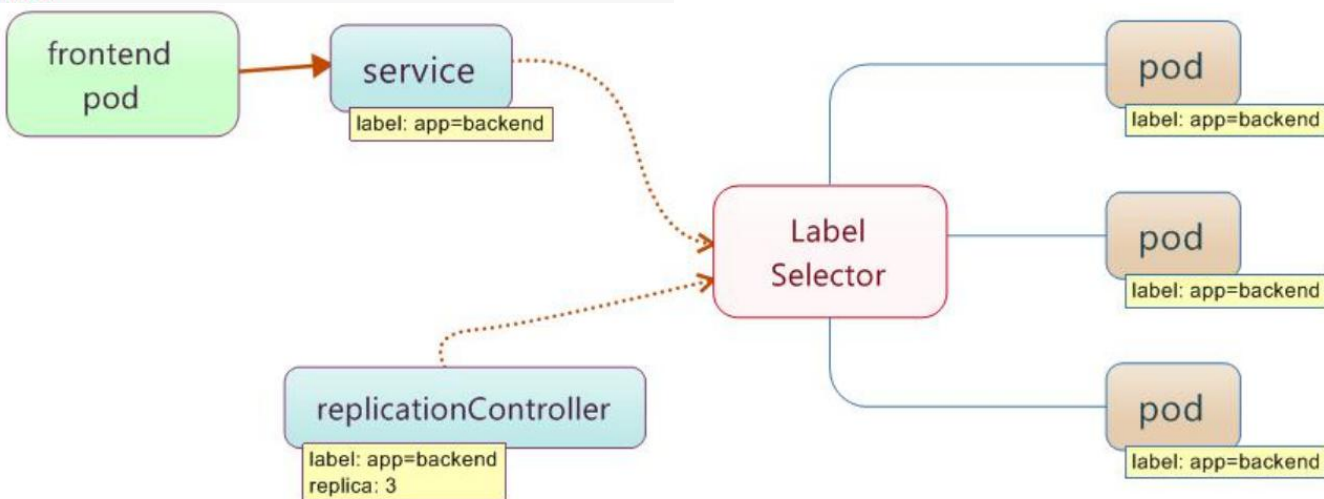 frontend
pod
service
label: app=backend
replicationController
label: app=backend
replica: 3
Label
Selector
pod
label: app=backend
pod
label: app=backend
pod
label: app=backend